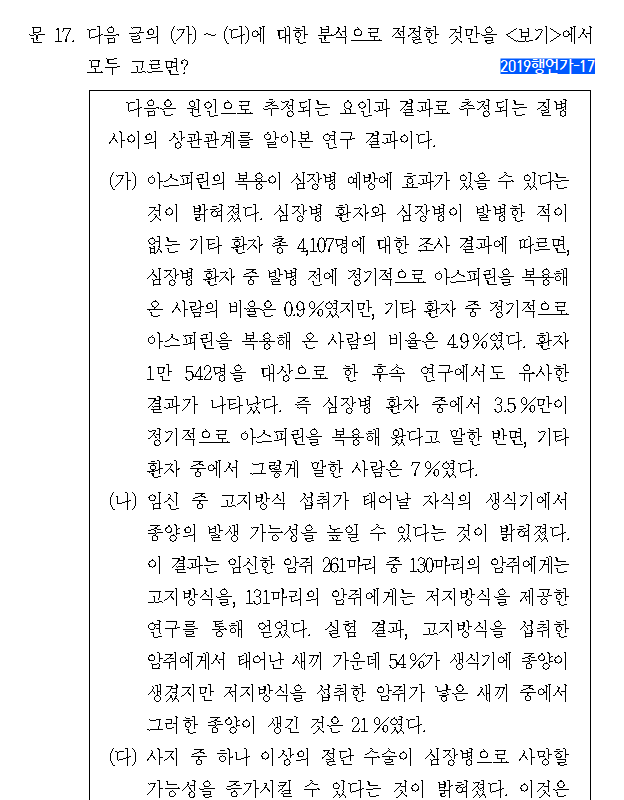 문 17. 다음 글의 (가) ~ (다)에 대한 분석으로 적절한 것만을 <보기>에서
모두 고르면?
2019행언가-17
다음은 원인으로 추정되는 요인과 결과로 추정되는 질병
사이의 상관관계를 알아본 연구 결과이다.
(가) 아스피린의 복용이 심장병 예방에 효과가 있을 수 있다는
것이 밝혀졌다. 심장병 환자와 심장병이 발병한 적이
없는 기타 환자 총 4,107명에 대한 조사 결과에 따르면,
심장병 환자 중 발병 전에 정기적으로 아스피린을 복용해
온 사람의 비율은 0.9%였지만, 기타 환자 중 정기적으로
아스피린을 복용해 온 사람의 비율은 4.9%였다. 환자
1만 542명을 대상으로 한 후속 연구에서도 유사한
결과가 나타났다. 즉 심장병 환자 중에서 3.5%만이
정기적으로 아스피린을 복용해 왔다고 말한 반면, 기타
환자 중에서 그렇게 말한 사람은 7%였다.
(나) 임신 중 고지방식 섭취가 태어날 자식의 생식기에서
종양의 발생 가능성을 높일 수 있다는 것이 밝혀졌다.
이 결과는 임신한 암쥐 261마리 중 130마리의 암쥐에게는
고지방식을, 131마리의 암쥐에게는 저지방식을 제공한
연구를 통해 얻었다. 실험 결과, 고지방식을 섭취한
암쥐에게서 태어난 새끼 가운데 54%가 생식기에 종양이
생겼지만 저지방식을 섭취한 암쥐가 낳은 새끼 중에서
그러한 종양이 생긴 것은 21%였다.
(다) 사지 중 하나 이상의 절단 수술이 심장병으로 사망할
가능성을 증가시킬 수 있다는 것이 밝혀졌다. 이것은